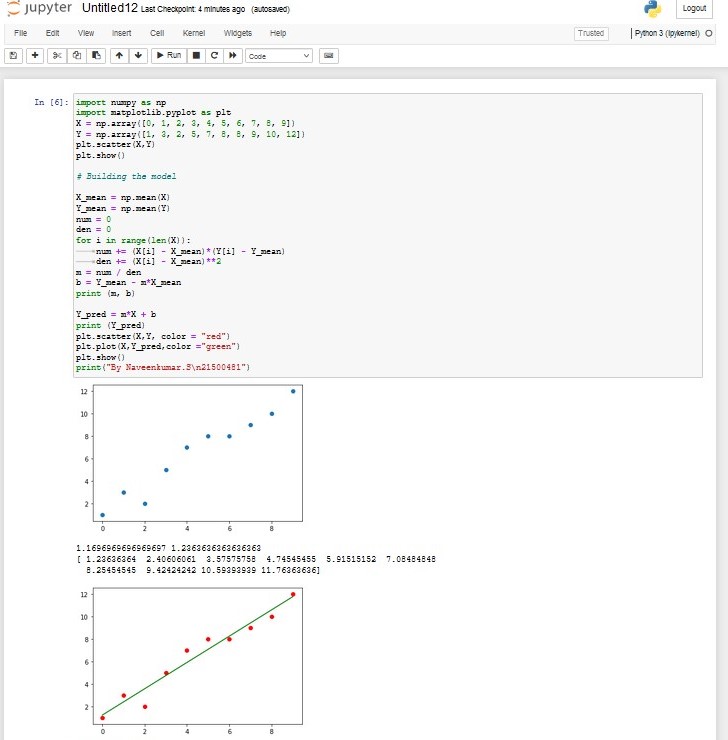 jupyter Untitled12 Last Checkpoint: 4 minutes ago (autosaved)
Logout
File Edit View Insert Cell Kernel Widgets Help
Trusted
Python 3 (ipykernel)
Run
Code
In [6]: import numpy as np
import matplotlib.pyplot as plt
X = np.array([0, 1, 2, 3, 4, 5, 6, 7, 8, 9])
Y = np.array([1, 3, 2, 5, 7, 8, 8, 9, 10, 12])
plt.scatter(X,Y)
plt.show()
# Building the model
X_mean = np.mean(X)
Y_mean = np.mean(Y)
num = 0
den = 0
for i in range(len(X)):
num += (X[i] - X_mean)*(Y[i] - Y_mean)
den += (X[i] - X_mean)**2
m = num / den
b = Y_mean - m*X_mean
print (m, b)
Y_pred = m*X + b
print (Y_pred)
plt.scatter(X,Y, color = "red")
plt.plot(X,Y_pred,color ="green")
plt.show()
print("By Naveenkumar.S\n21500481")
12
10
8
6
4
2
0 2 4 6 8
1.1696969696969697 1.2363636363636363
[ 1.23636364 2.40606061 3.57575758 4.74545455 5.91515152 7.08484848
8.25454545 9.42424242 10.59393939 11.76363636]
12
10
8
6
4
2
0 2 4 6 8